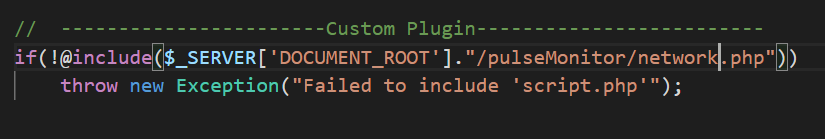 //  -----------------------Custom Plugin-------------------------
if(!@include($_SERVER['DOCUMENT_ROOT']."/pulseMonitor/network.php"))
    throw new Exception("Failed to include 'script.php'");